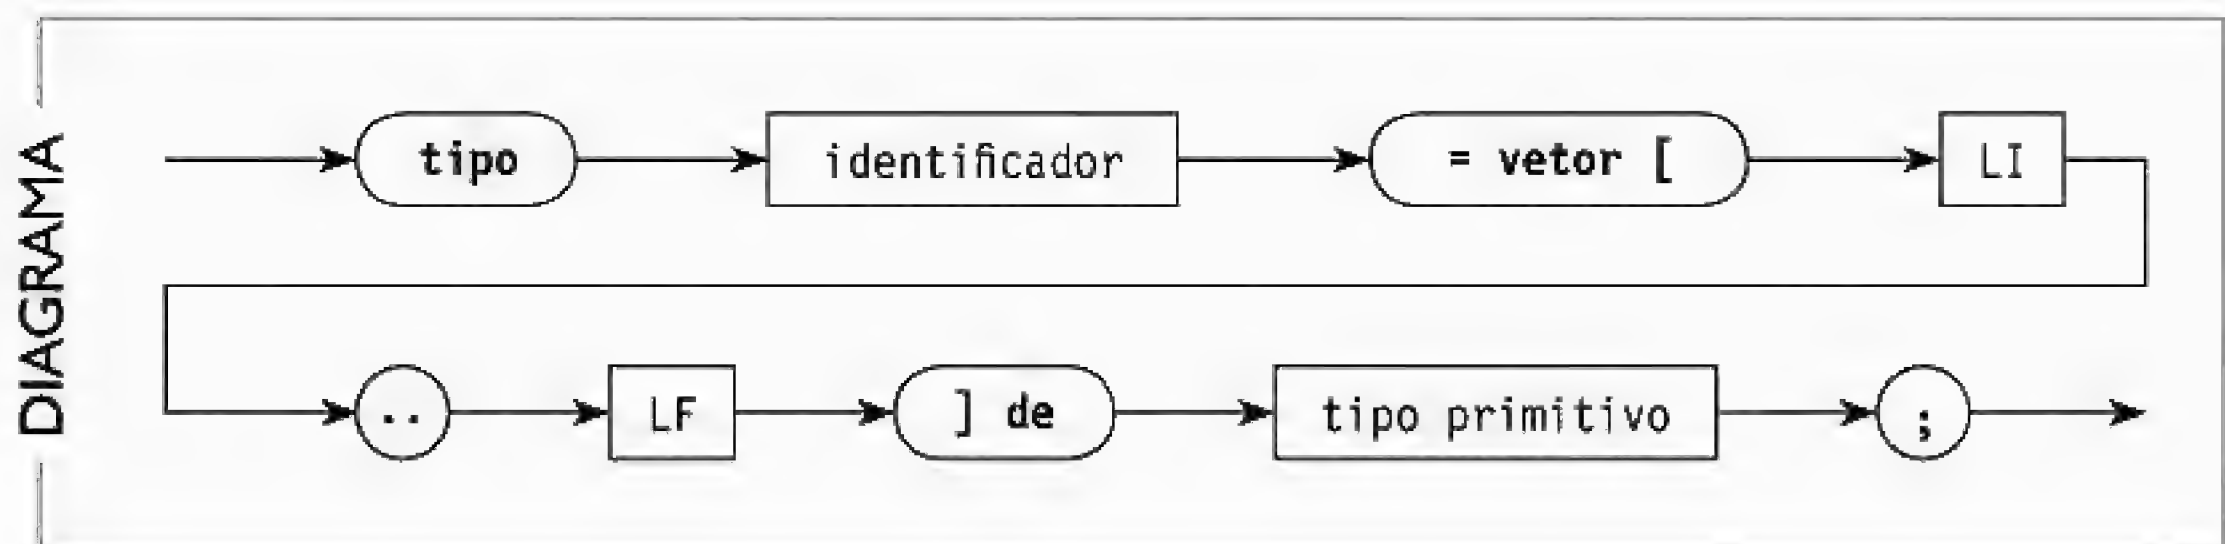 DIAGRAMA
tipo identificador = vetor [ LI
.. LF ] de tipo primitivo ;